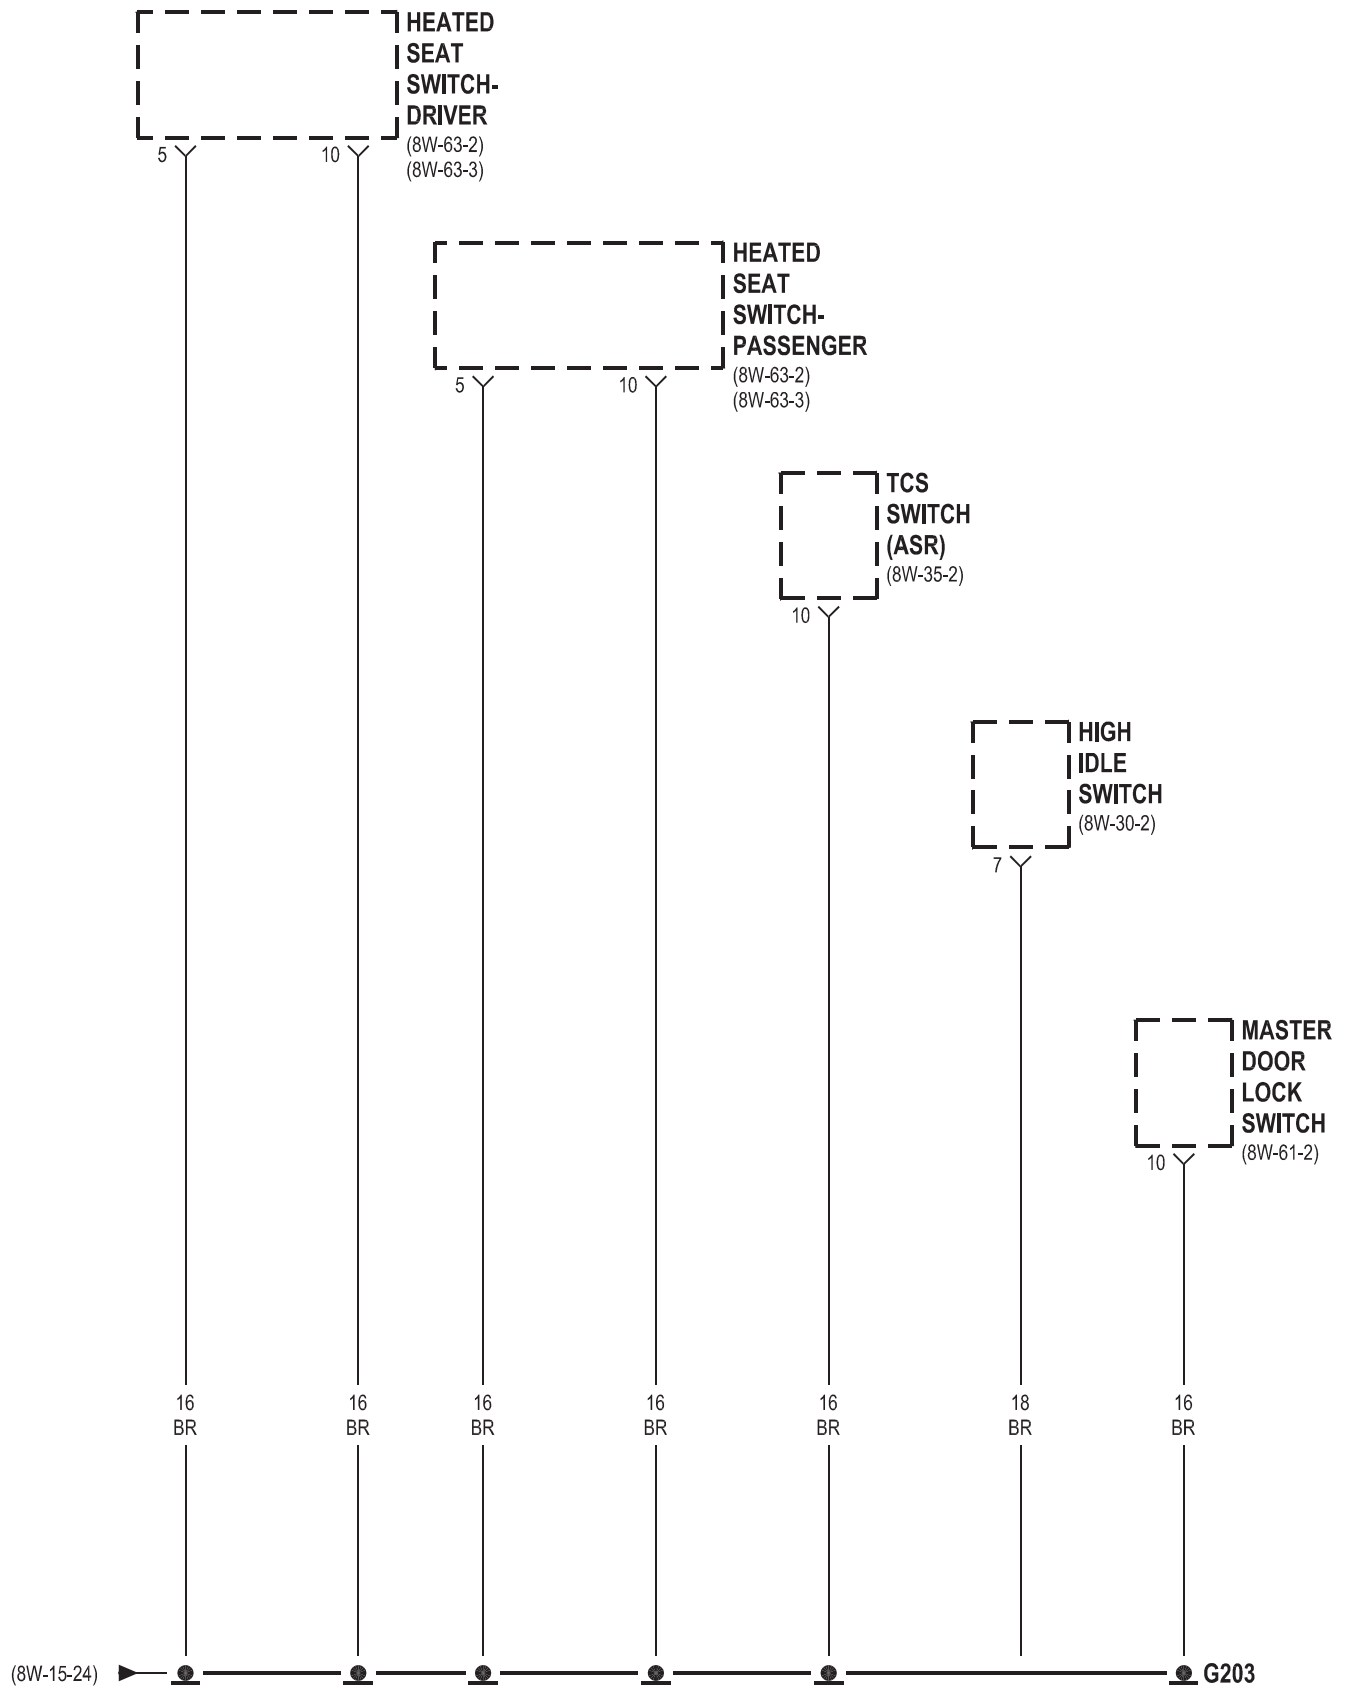 HEATED
SEAT
SWITCH-
DRIVER
(8W-63-2)
(8W-63-3)
5
10
HEATED
SEAT
SWITCH-
PASSENGER
(8W-63-2)
(8W-63-3)
5
10
TCS
SWITCH
(ASR)
(8W-35-2)
10
HIGH
IDLE
SWITCH
(8W-30-2)
7
MASTER
DOOR
LOCK
SWITCH
(8W-61-2)
10
16 16 16 16 16 18 16
BR BR BR BR BR BR BR
(8W-15-24)
G203